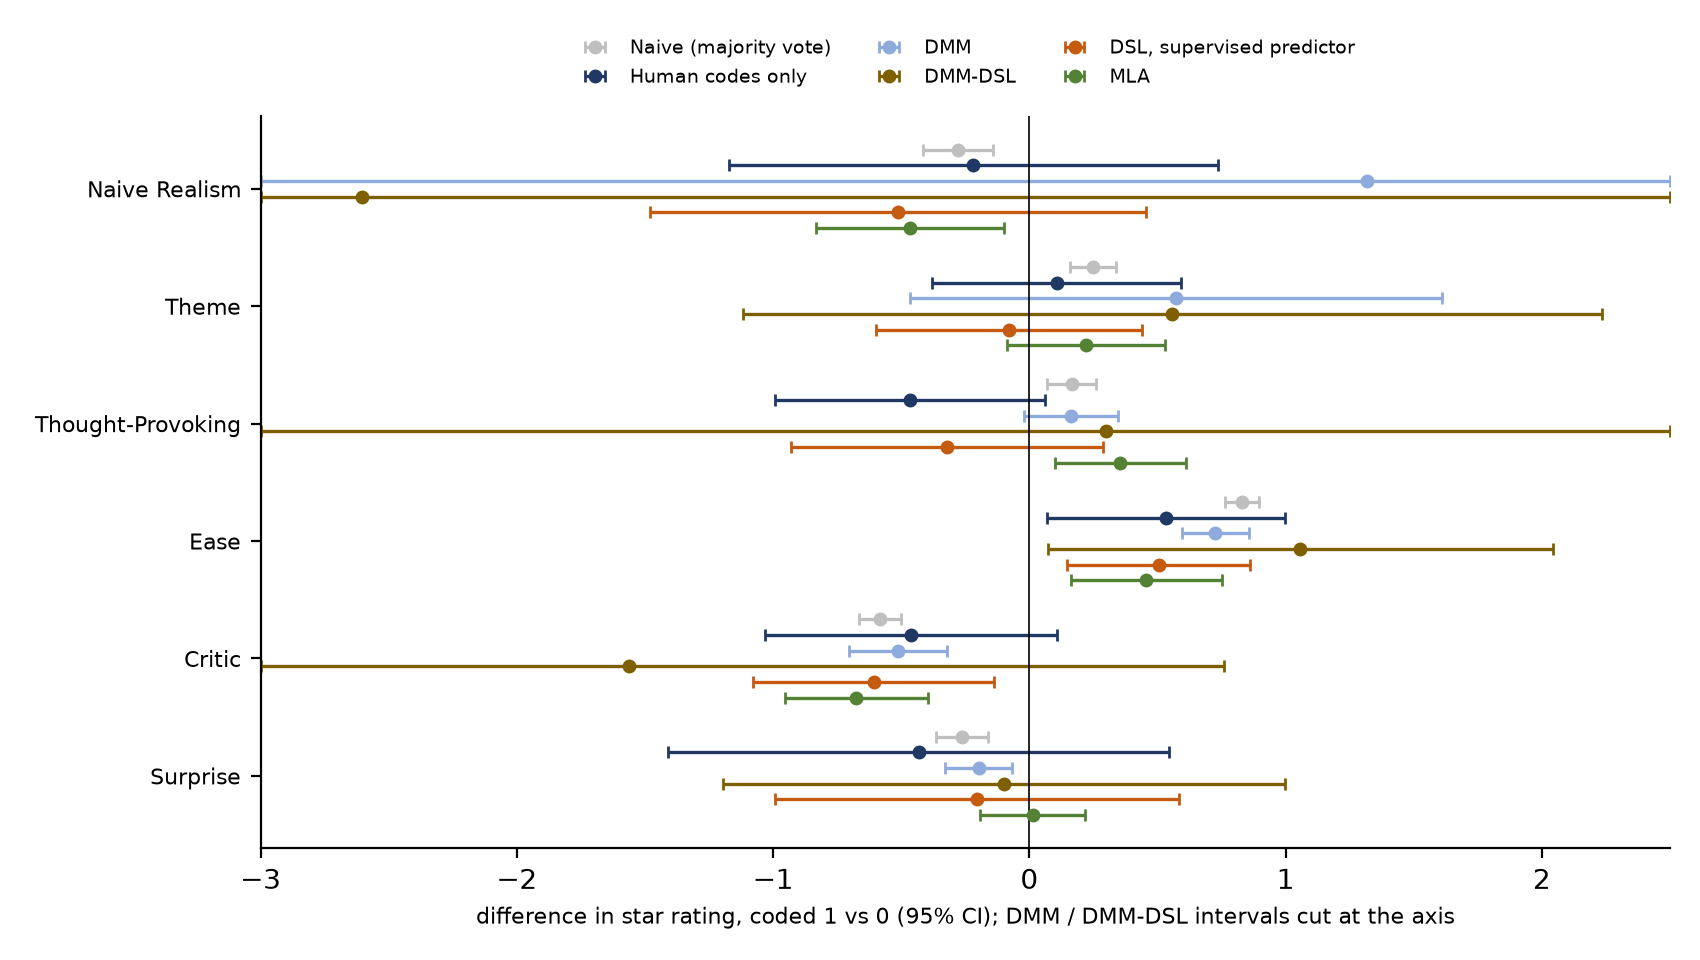 Naive (majority vote)
DMM
DSL, supervised predictor
Human codes only
DMM-DSL
MLA
Naive Realism
Theme
Thought-Provoking
Ease
Critic
Surprise
−3
−2
−1
0
1
2
difference in star rating, coded 1 vs 0 (95% CI); DMM / DMM-DSL intervals cut at the axis